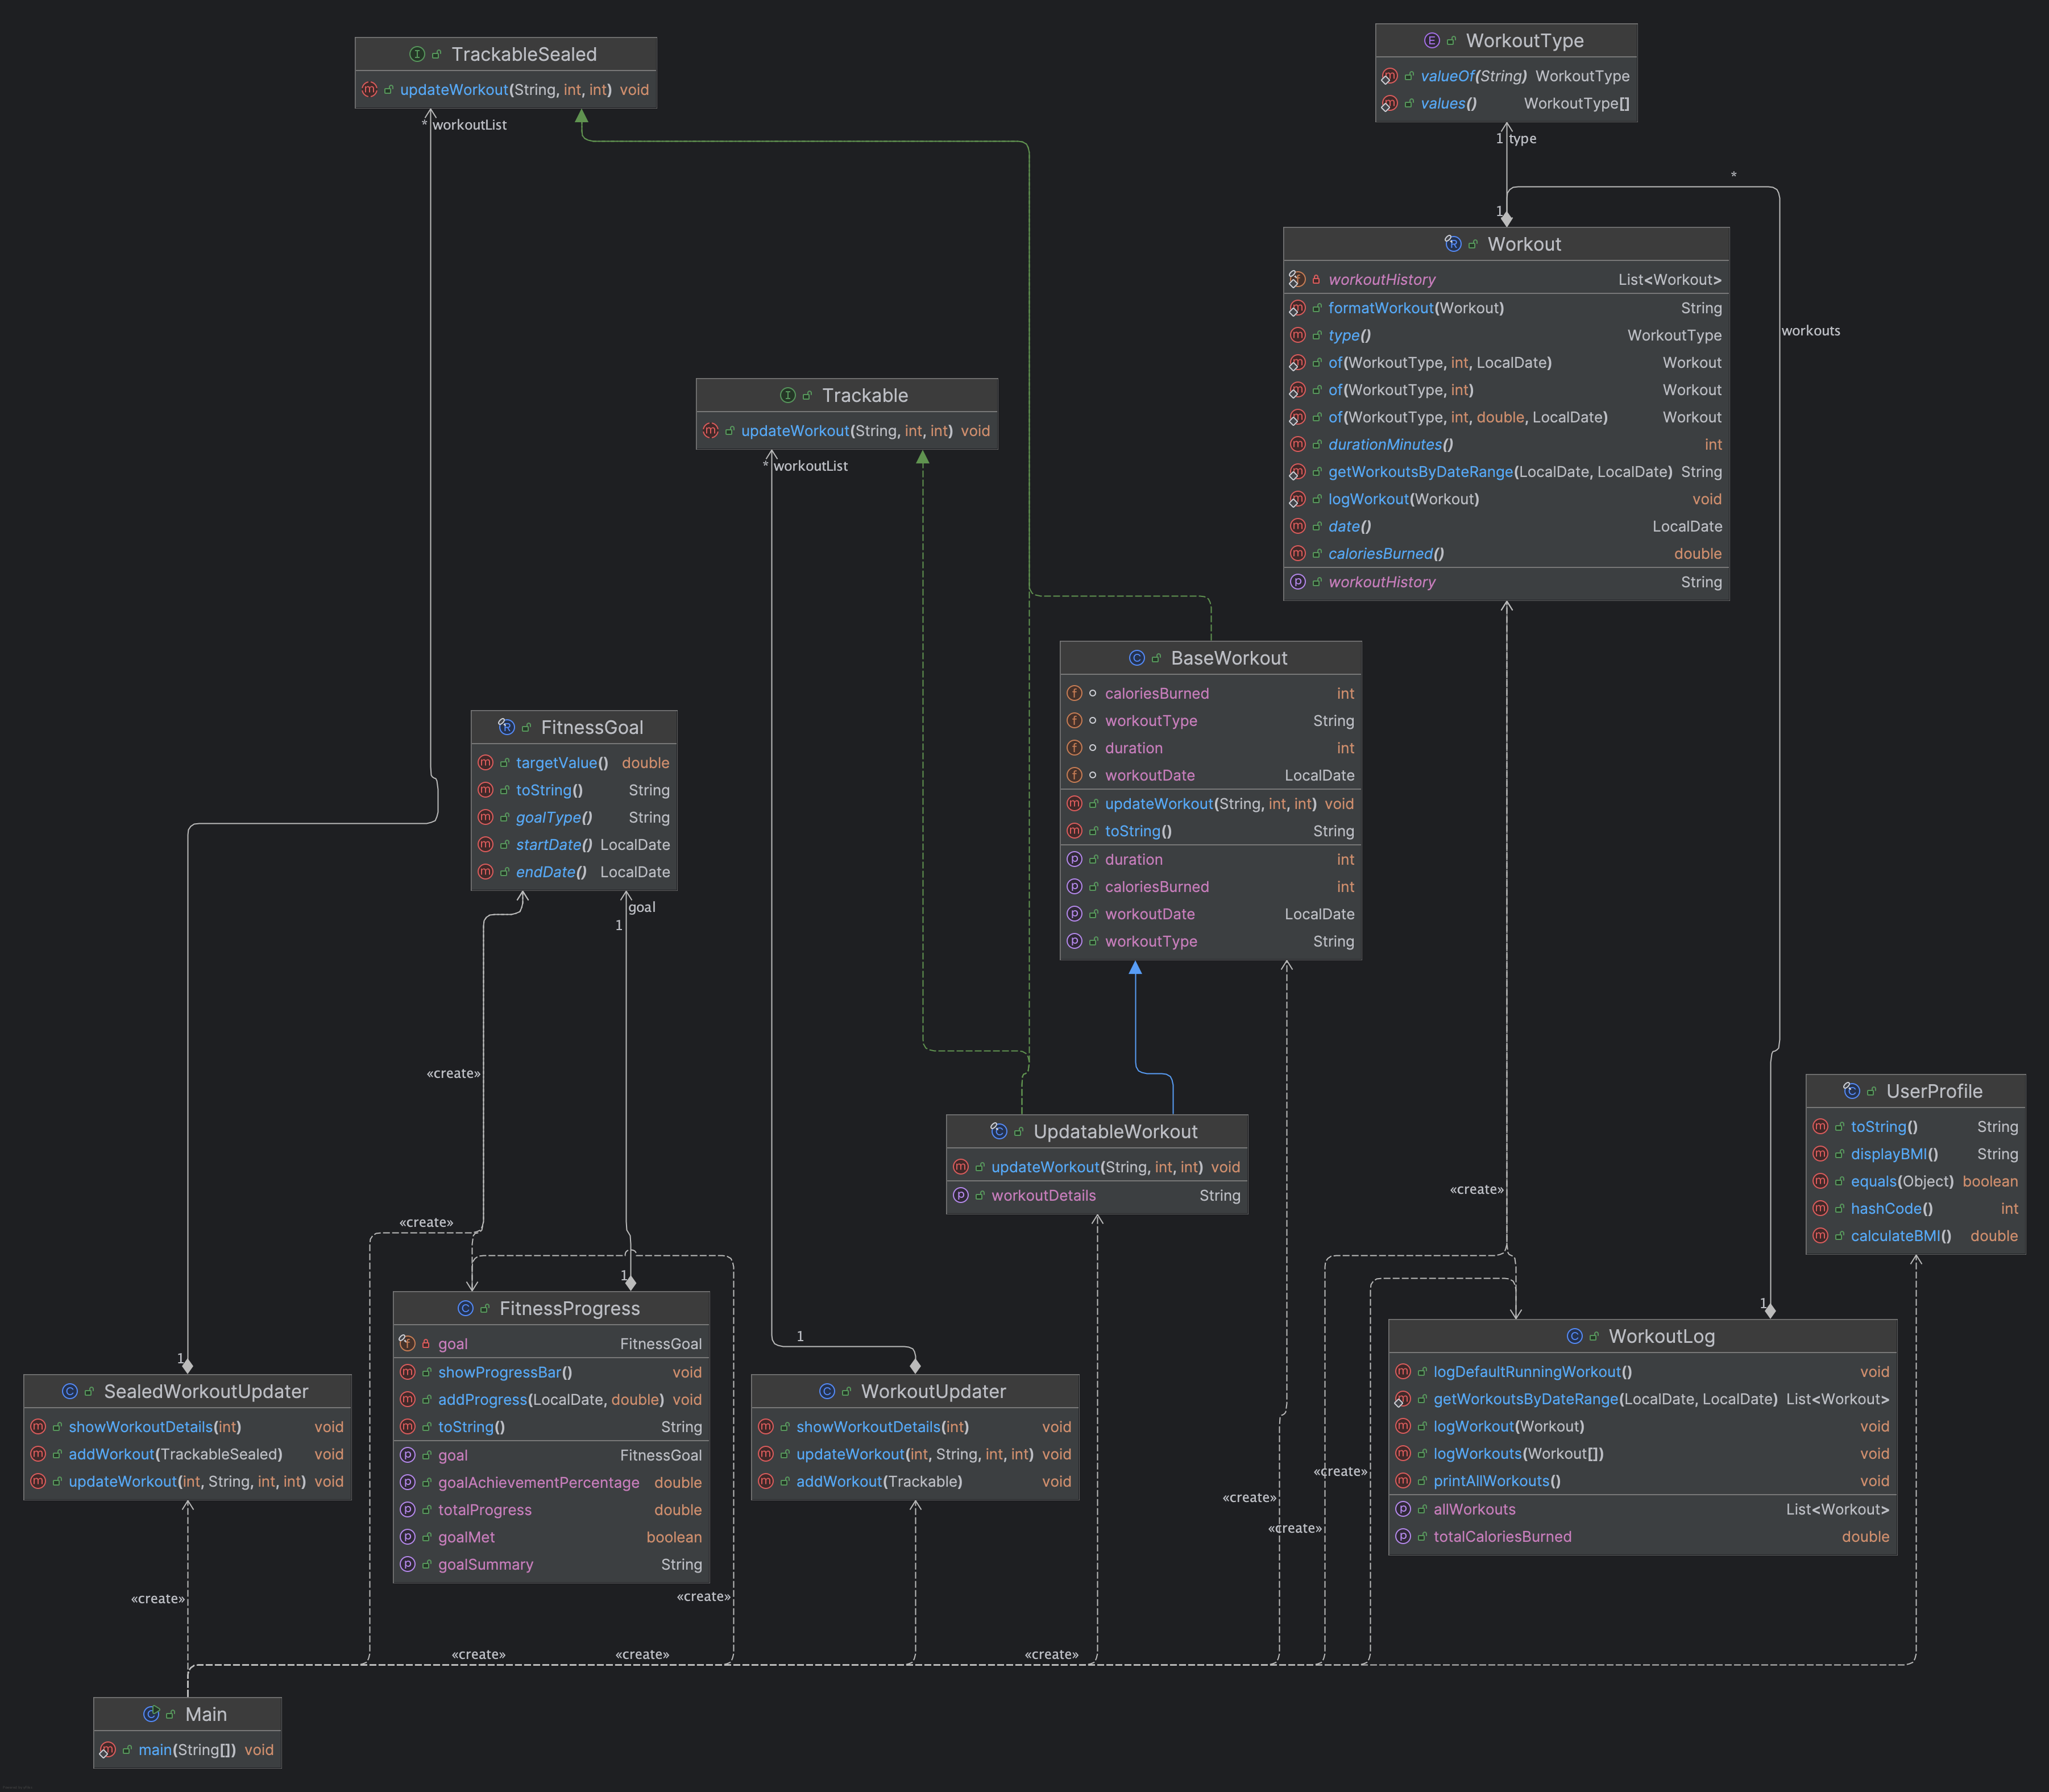 TrackableSealed
updateWorkout(String, int, int) void
* workoutList
WorkoutType
valueOf(String) WorkoutType
values() WorkoutType[]
1 type
*
1
Workout
workoutHistory List<Workout>
formatWorkout(Workout) String
type() WorkoutType
of(WorkoutType, int, LocalDate) Workout
of(WorkoutType, int) Workout
of(WorkoutType, int, double, LocalDate) Workout
durationMinutes() int
getWorkoutsByDateRange(LocalDate, LocalDate) String
logWorkout(Workout) void
date() LocalDate
caloriesBurned() double
workoutHistory String
workouts
Trackable
updateWorkout(String, int, int) void
* workoutList
BaseWorkout
caloriesBurned int
workoutType String
duration int
workoutDate LocalDate
updateWorkout(String, int, int) void
toString() String
duration int
caloriesBurned int
workoutDate LocalDate
workoutType String
FitnessGoal
targetValue() double
toString() String
goalType() String
startDate() LocalDate
endDate() LocalDate
goal
1
«create»
«create»
1
UpdatableWorkout
updateWorkout(String, int, int) void
workoutDetails String
«create»
UserProfile
toString() String
displayBMI() String
equals(Object) boolean
hashCode() int
calculateBMI() double
1
SealedWorkoutUpdater
showWorkoutDetails(int) void
addWorkout(TrackableSealed) void
updateWorkout(int, String, int, int) void
FitnessProgress
goal FitnessGoal
showProgressBar() void
addProgress(LocalDate, double) void
toString() String
goal FitnessGoal
goalAchievementPercentage double
totalProgress double
goalMet boolean
goalSummary String
1
WorkoutUpdater
showWorkoutDetails(int) void
updateWorkout(int, String, int, int) void
addWorkout(Trackable) void
1
WorkoutLog
logDefaultRunningWorkout() void
getWorkoutsByDateRange(LocalDate, LocalDate) List<Workout>
logWorkout(Workout) void
logWorkouts(Workout[]) void
printAllWorkouts() void
allWorkouts List<Workout>
totalCaloriesBurned double
«create»
«create»
«create»
«create»
«create»
«create»
«create»
«create»
Main
main(String[]) void